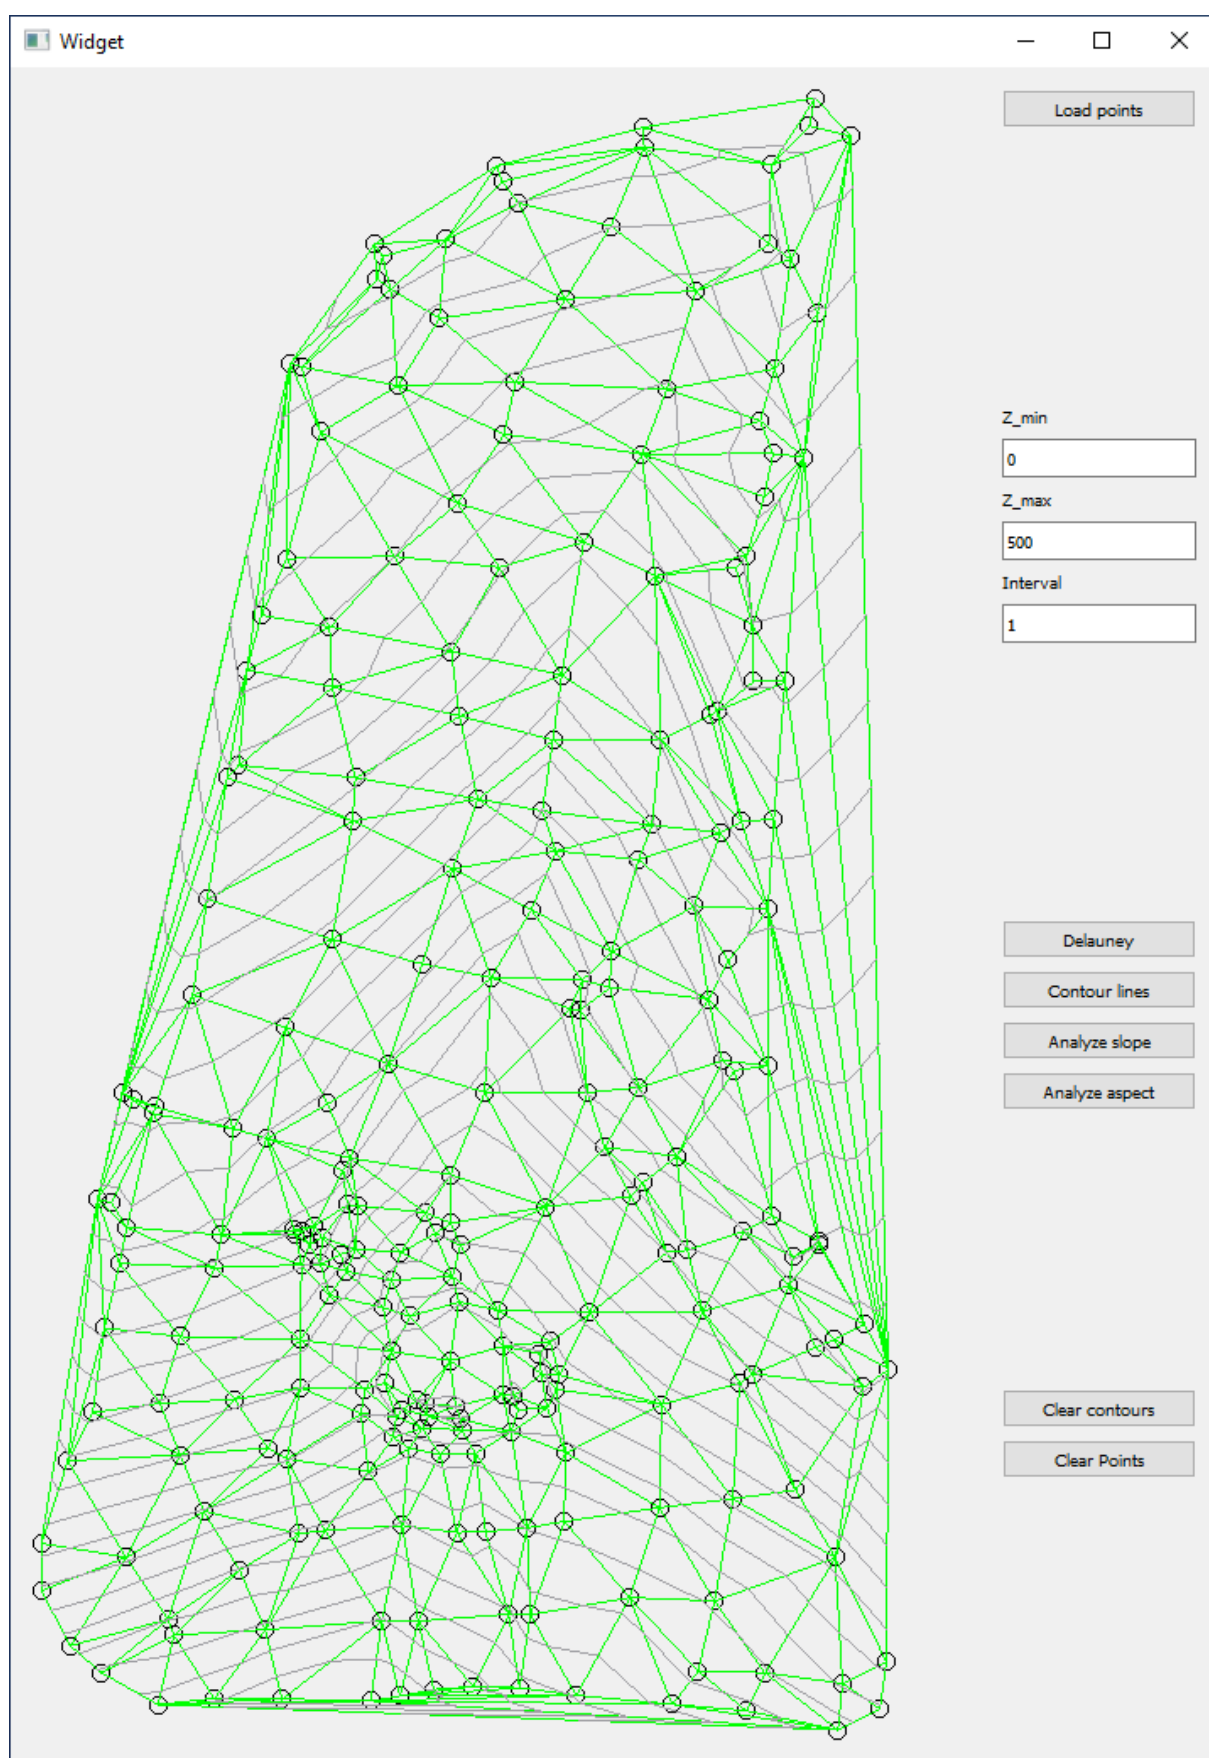 Widget
Load points
Z_min
0
Z_max
500
Interval
1
Delauney
Contour lines
Analyze slope
Analyze aspect
Clear contours
Clear Points